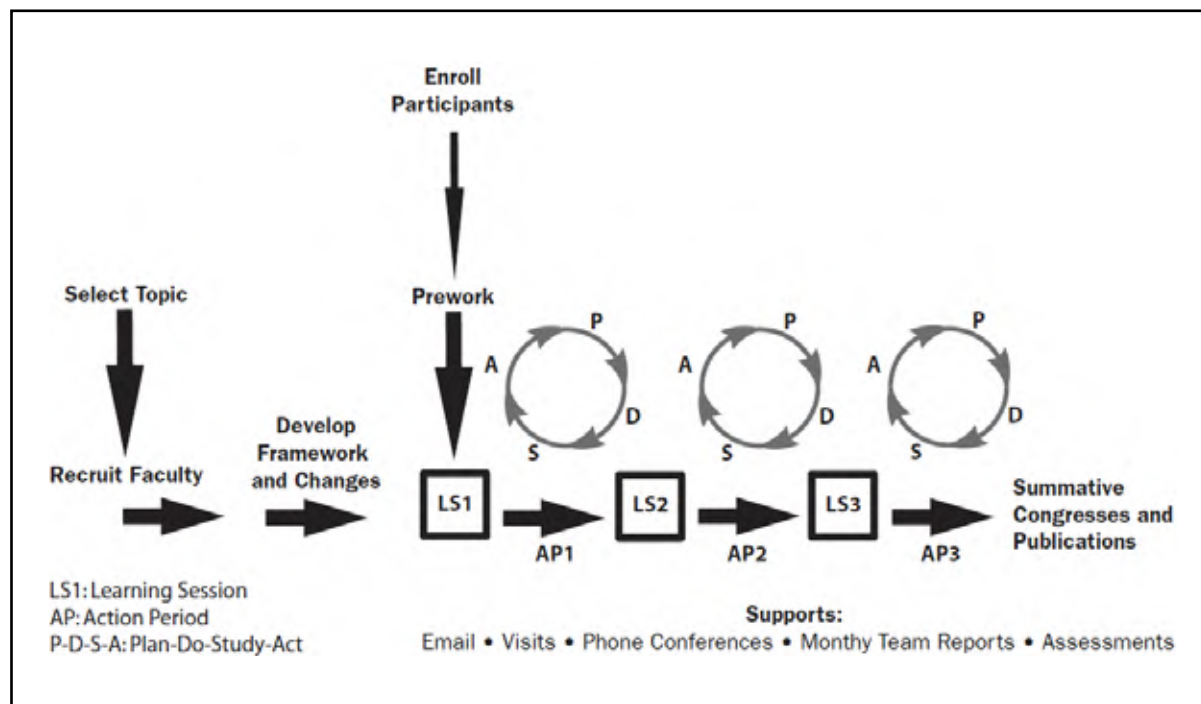 Enroll
Participants
Select Topic
Prework
P
A
D
S
P
A
D
S
P
A
D
S
Recruit Faculty
Develop
Framework
and Changes
LS1
AP1
LS2
AP2
LS3
AP3
Summative
Congresses and
Publications
LS1: Learning Session
AP: Action Period
P-D-S-A: Plan-Do-Study-Act
Supports:
Email • Visits • Phone Conferences • Monthy Team Reports • Assessments